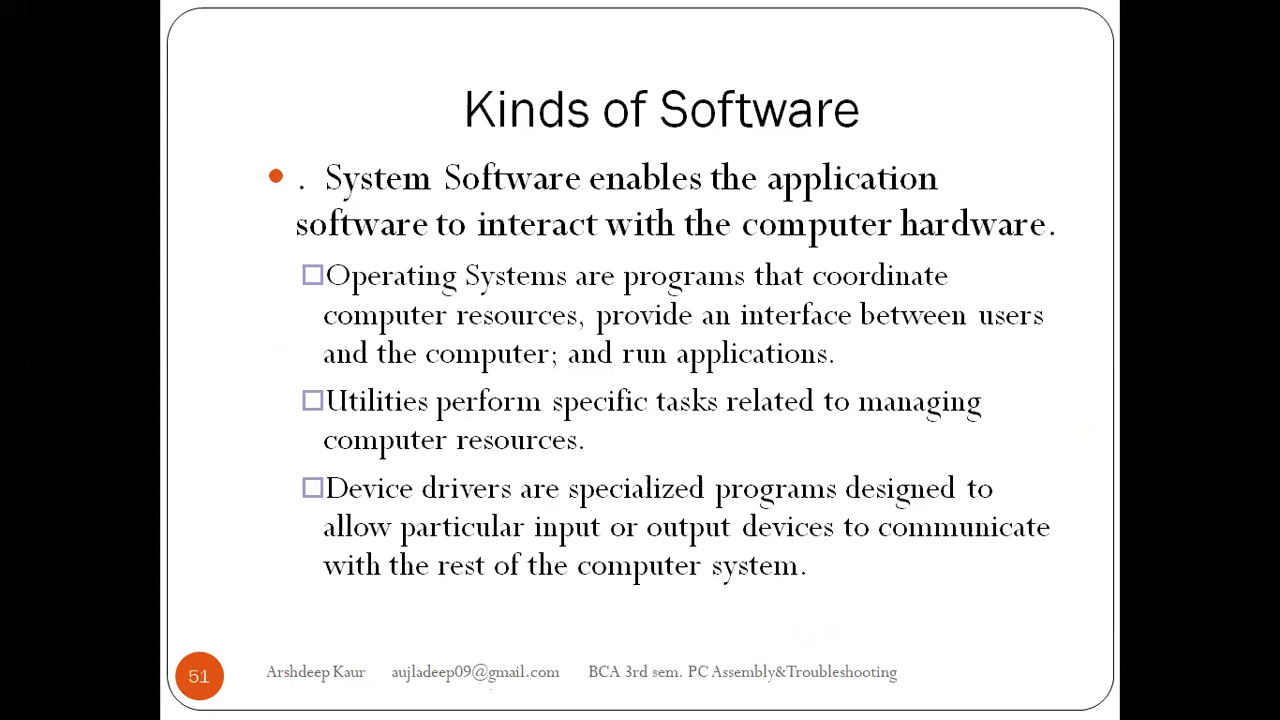 Kinds of Software
. System Software enables the application
software to interact with the computer hardware.
Operating Systems are programs that coordinate
computer resources, provide an interface between users
and the computer; and run applications.
Utilities perform specific tasks related to managing
computer resources.
Device drivers are specialized programs designed to
allow particular input or output devices to communicate
with the rest of the computer system.
51 Arshdeep Kaur aujladeep09@gmail.com BCA 3rd sem. PC Assembly&Troubleshooting